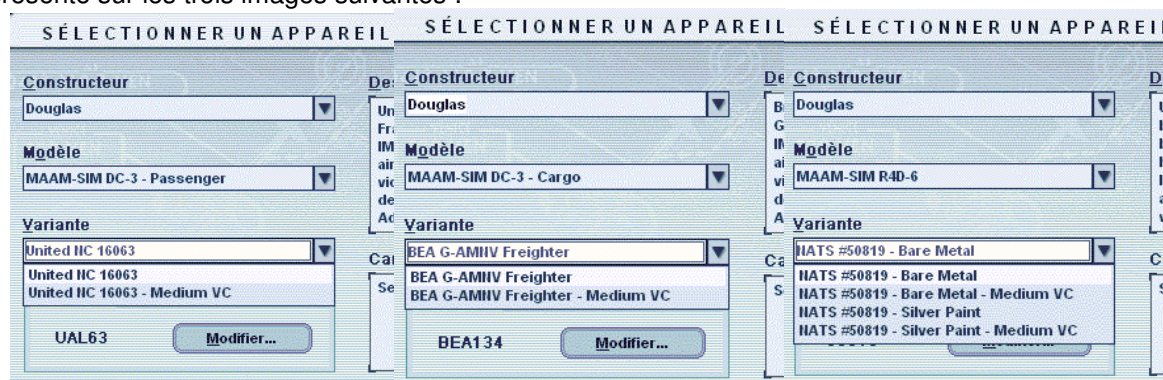 trois images suivantes :
SÉLECTIONNER UN APPAREIL
Constructeur
Douglas
Modèle
MAAM-SIM DC-3 - Passenger
Variante
United NC 16063
United NC 16063
United NC 16063 - Medium VC
UAL63
Modifier...
SÉLECTIONNER UN APPAREIL
Constructeur
Douglas
Modèle
MAAM-SIM DC-3 - Cargo
Variante
BEA G-AMNV Freighter
BEA G-AMNV Freighter
BEA G-AMNV Freighter - Medium VC
BEA134
Modifier...
SÉLECTIONNER UN APPAREI
Constructeur
Douglas
Modèle
MAAM-SIM R4D-6
Variante
NATS #50819 - Bare Metal
NATS #50819 - Bare Metal
NATS #50819 - Bare Metal - Medium VC
NATS #50819 - Silver Paint
NATS #50819 - Silver Paint - Medium VC